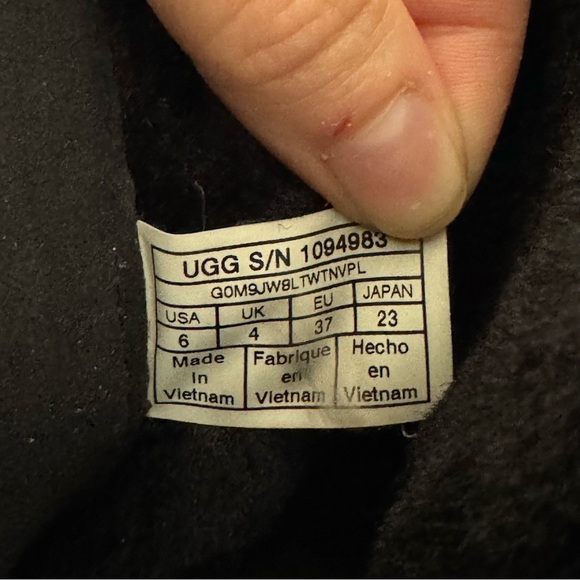 UGG S/N 1094983
G0M9JW8LTWTNVPL
USA UK EU JAPAN
6 4 37 23
Made Fabrique Hecho
In en en
Vietnam Vietnam Vietnam